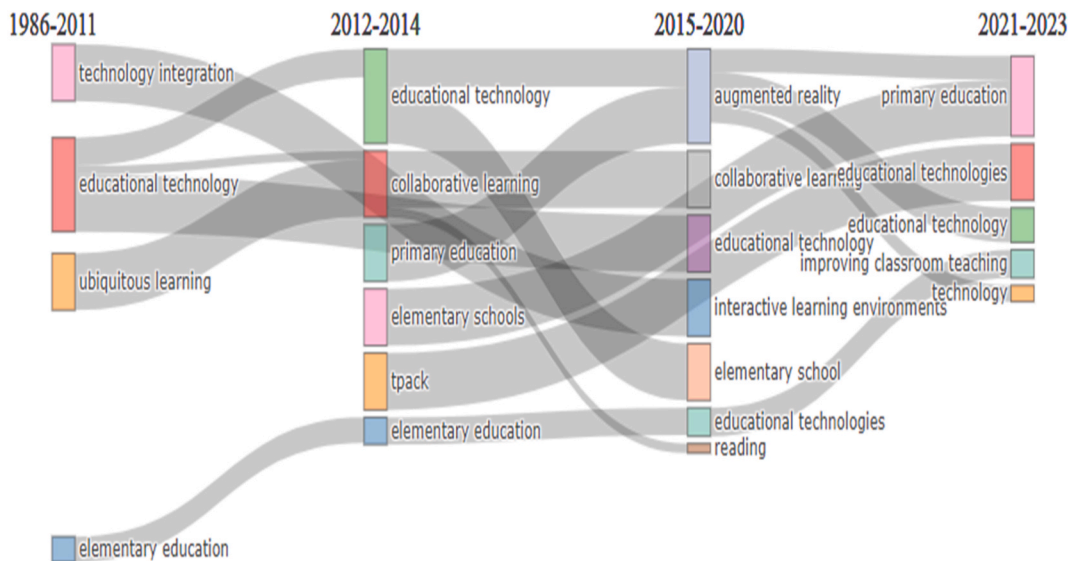 1986-2011
2012-2014
2015-2020
2021-2023
technology integration
educational technology
ubiquitous learning
elementary education
educational technology
collaborative learning
primary education
elementary schools
tpack
elementary education
augmented reality
collaborative learning
educational technology
interactive learning environments
elementary school
educational technologies
reading
primary education
educational technologies
educational technology
improving classroom teaching
technology